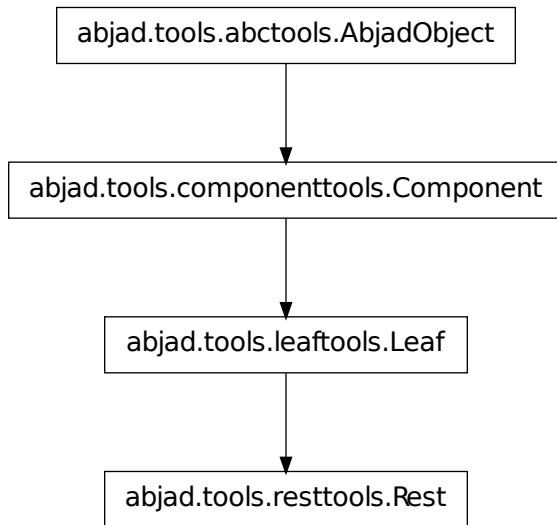 abjad.tools.abctools.AbjadObject
abjad.tools.componenttools.Component
abjad.tools.leaftools.Leaf
abjad.tools.resttools.Rest